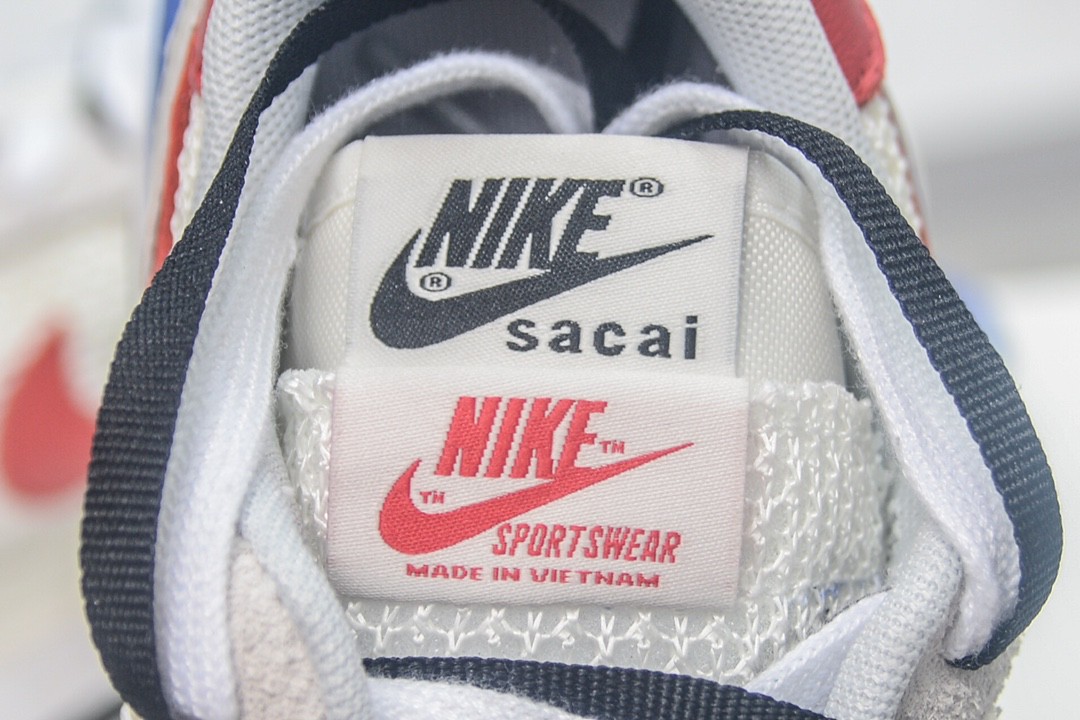 NIKE®
®
sacai
NIKE™
™
SPORTSWEAR
MADE IN VIETNAM